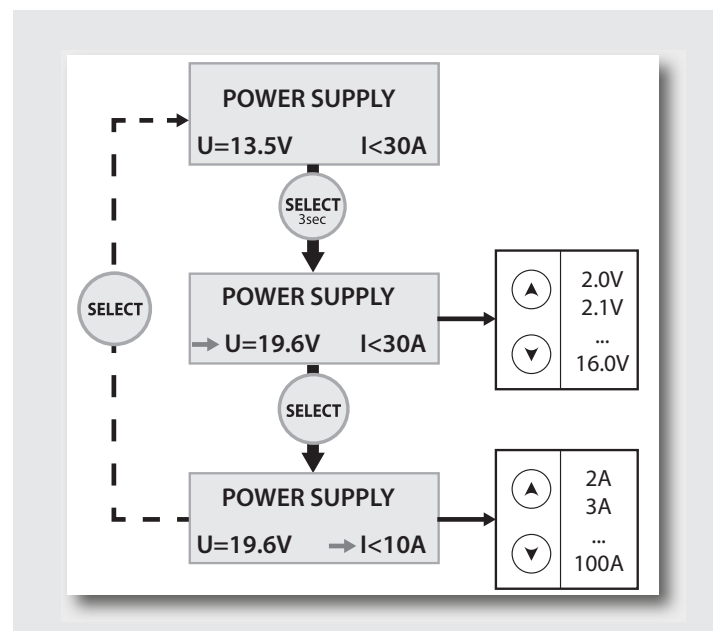 POWER SUPPLY
U=13.5V I<30A
SELECT
3sec
POWER SUPPLY
U=19.6V I<30A
2.0V
2.1V
...
16.0V
SELECT
SELECT
POWER SUPPLY
U=19.6V I<10A
2A
3A
...
100A